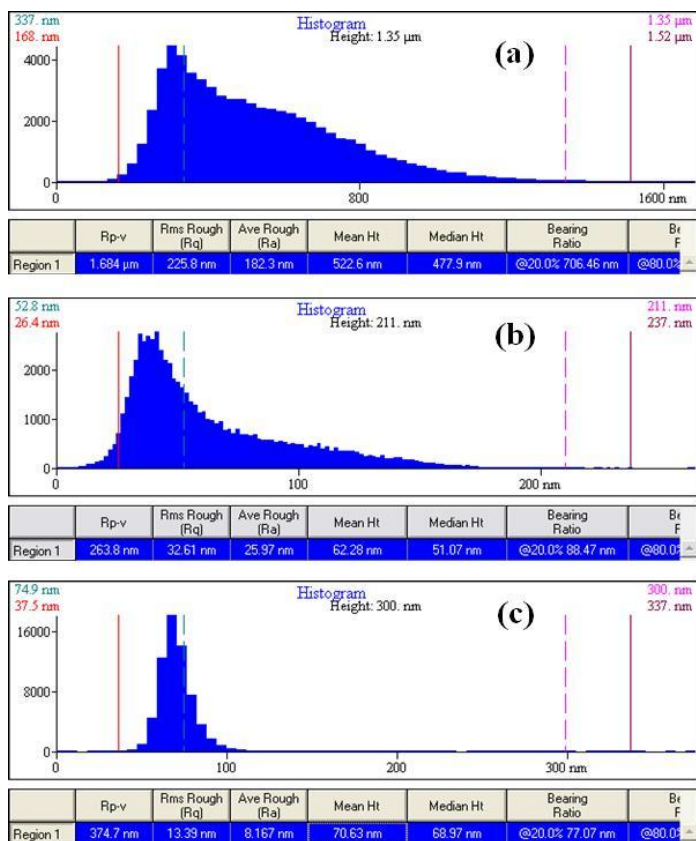 337. nm Histogram 1.35 µm
168. nm Height: 1.35 µm (a) 1.52 µm
4000
2000
0
0 800 1600 nm
Rp-v Rms Rough (Rq) Ave Rough (Ra) Mean Ht Median Ht Bearing Ratio
Region 1 1.684 µm 225.8 nm 182.3 nm 522.6 nm 477.9 nm @20.0% 706.46 nm @80.0%
52.8 nm Histogram 211. nm
26.4 nm Height: 211. nm (b) 237. nm
2000
1000
0
0 100 200 nm
Rp-v Rms Rough (Rq) Ave Rough (Ra) Mean Ht Median Ht Bearing Ratio
Region 1 263.8 nm 32.61 nm 25.97 nm 62.28 nm 51.07 nm @20.0% 88.47 nm @80.0%
74.9 nm Histogram 300. nm
37.5 nm Height: 300. nm (c) 337. nm
16000
8000
0
0 100 200 300 nm
Rp-v Rms Rough (Rq) Ave Rough (Ra) Mean Ht Median Ht Bearing Ratio
Region 1 374.7 nm 13.39 nm 8.167 nm 70.63 nm 68.97 nm @20.0% 77.07 nm @80.0%